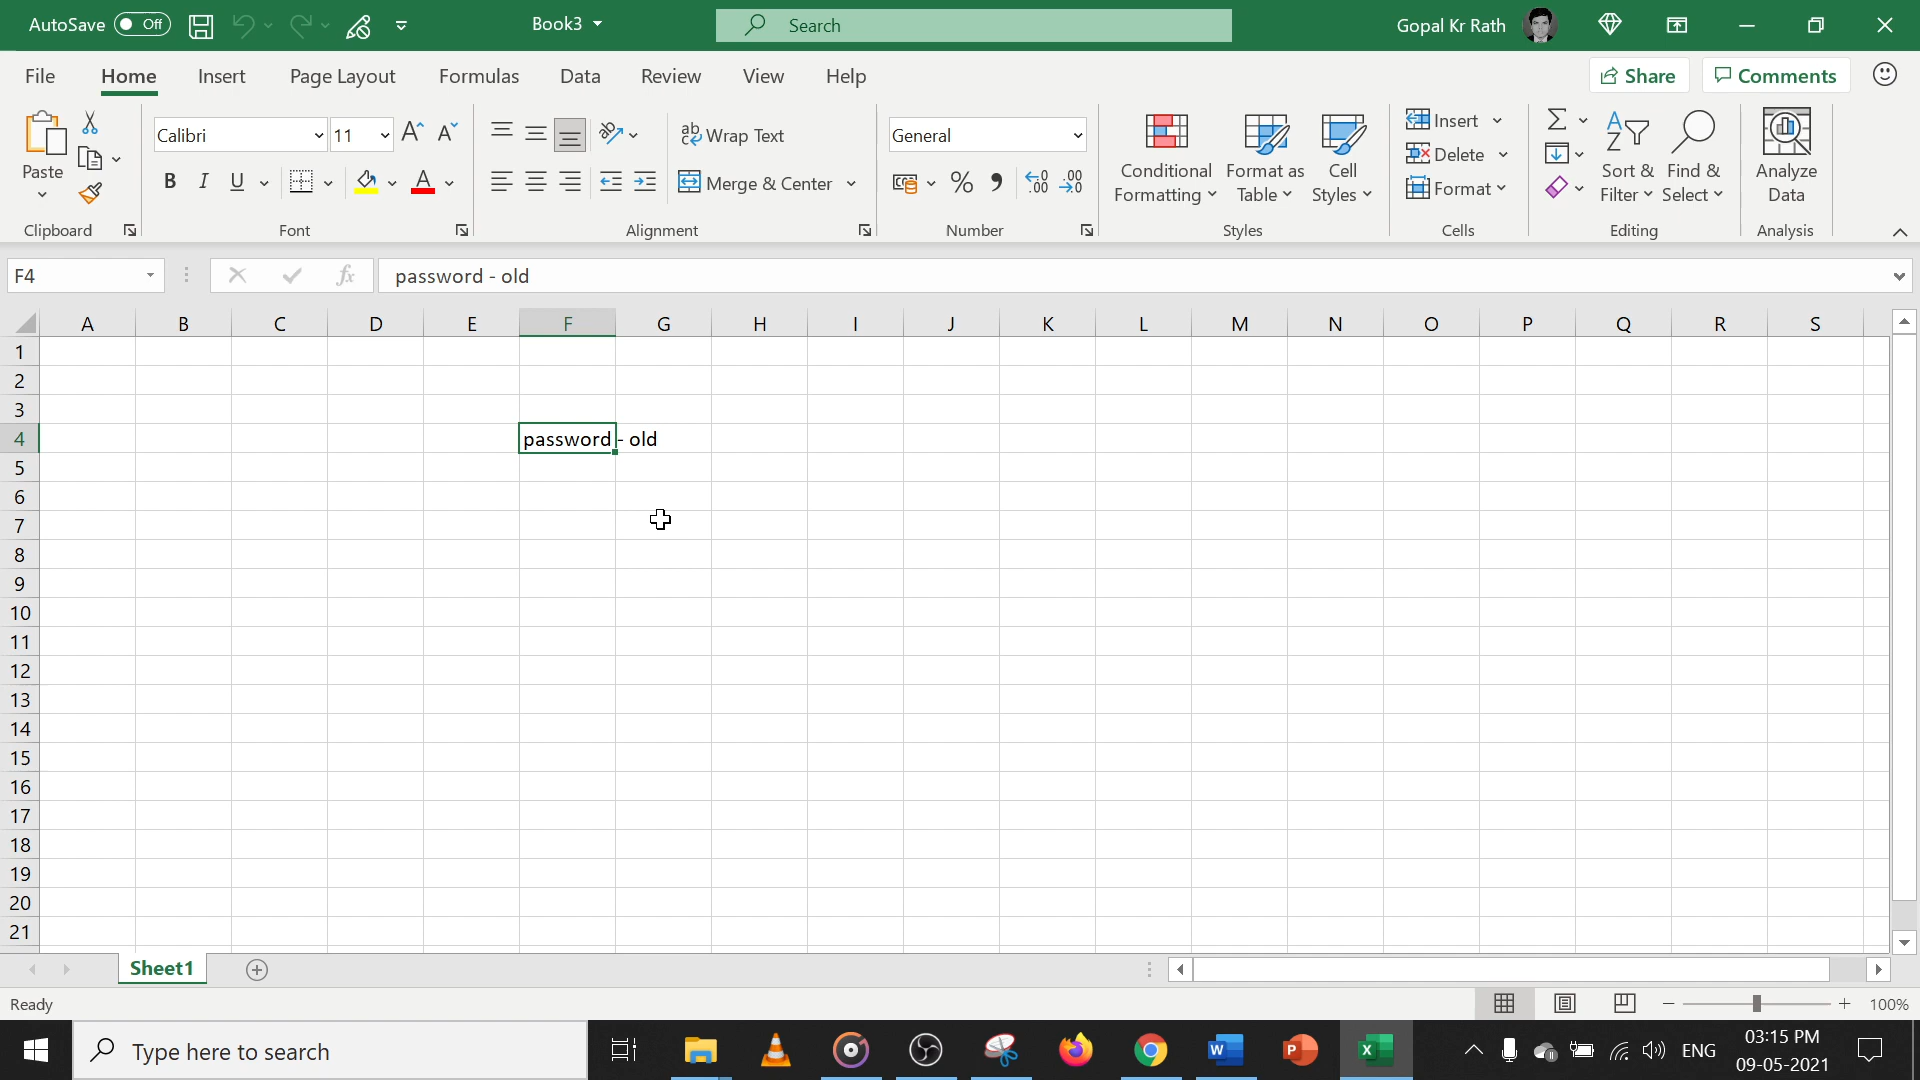 AutoSave Off Book3 Search Gopal Kr Rath
File Home Insert Page Layout Formulas Data Review View Help Share Comments
Calibri 11 ab Wrap Text General Insert
Paste Conditional Format as Cell Delete Sort & Find & Analyze
B I U A Merge & Center % Formatting Table Styles Format Filter Select Data
Clipboard Font Alignment Number Styles Cells Editing Analysis
F4 fx password - old
A B C D E F G H I J K L M N O P Q R S
1
2
3
4 password - old
5
6
7
8
9
10
11
12
13
14
15
16
17
18
19
20
21
Sheet1
Ready 100%
Type here to search ENG 03:15 PM
09-05-2021